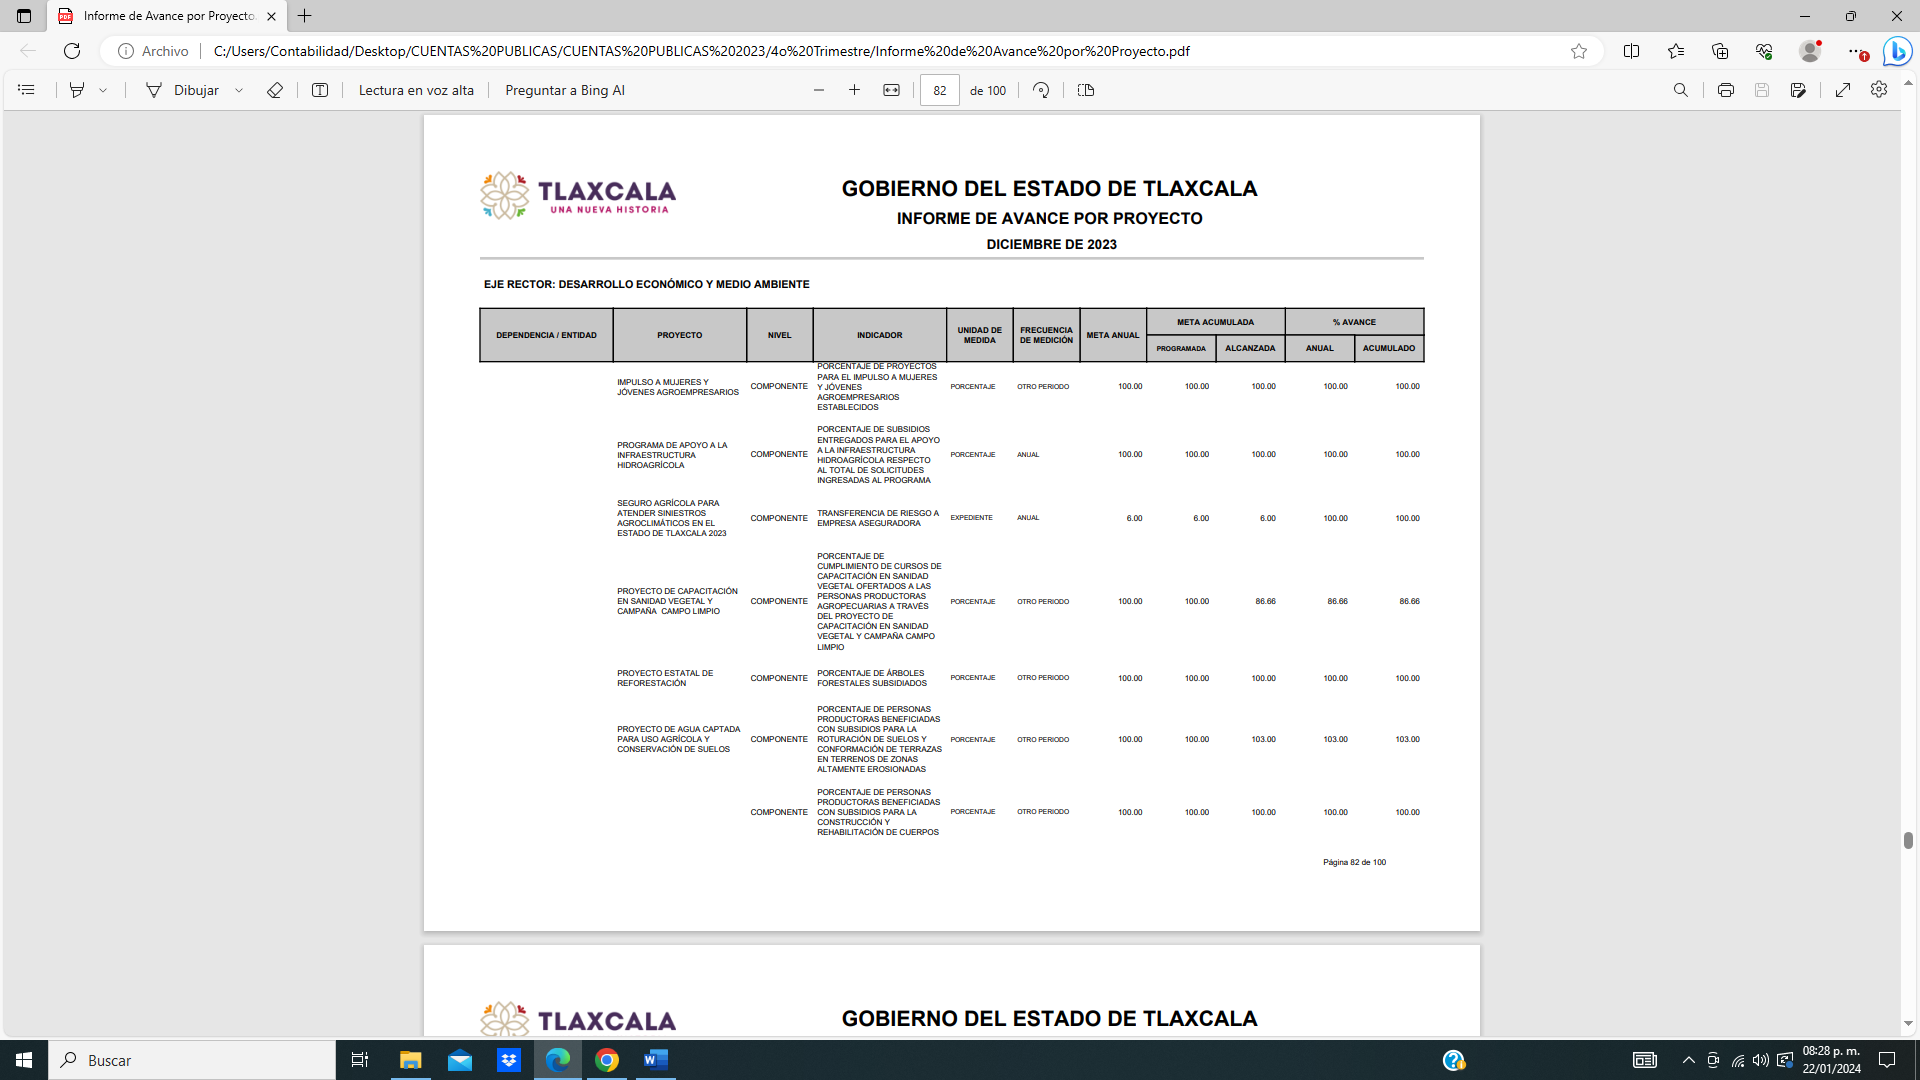 Informe de Avance por Proyecto.
Archivo
C:/Users/Contabilidad/Desktop/CUENTAS%20PUBLICAS/CUENTAS%20PUBLICAS%202023/4o%20Trimestre/Informe%20de%20Avance%20por%20Proyecto.pdf
Dibujar
Lectura en voz alta
Preguntar a Bing AI
82
de 100
TLAXCALA
UNA NUEVA HISTORIA
GOBIERNO DEL ESTADO DE TLAXCALA
INFORME DE AVANCE POR PROYECTO
DICIEMBRE DE 2023
EJE RECTOR: DESARROLLO ECONÓMICO Y MEDIO AMBIENTE
DEPENDENCIA / ENTIDAD
PROYECTO
NIVEL
INDICADOR
UNIDAD DE
MEDIDA
FRECUENCIA
DE MEDICIÓN
META ANUAL
META ACUMULADA
PROGRAMADA
ALCANZADA
% AVANCE
ANUAL
ACUMULADO
IMPULSO A MUJERES Y
JÓVENES AGROEMPRESARIOS
COMPONENTE
PORCENTAJE DE PROYECTOS
PARA EL IMPULSO A MUJERES
Y JÓVENES
AGROEMPRESARIOS
ESTABLECIDOS
PORCENTAJE
OTRO PERIODO
100.00
100.00
100.00
100.00
100.00
PROGRAMA DE APOYO A LA
INFRAESTRUCTURA
HIDROAGRÍCOLA
COMPONENTE
PORCENTAJE DE SUBSIDIOS
ENTREGADOS PARA EL APOYO
A LA INFRAESTRUCTURA
HIDROAGRÍCOLA RESPECTO
AL TOTAL DE SOLICITUDES
INGRESADAS AL PROGRAMA
PORCENTAJE
ANUAL
100.00
100.00
100.00
100.00
100.00
SEGURO AGRÍCOLA PARA
ATENDER SINIESTROS
AGROCLIMÁTICOS EN EL
ESTADO DE TLAXCALA 2023
COMPONENTE
TRANSFERENCIA DE RIESGO A
EMPRESA ASEGURADORA
EXPEDIENTE
ANUAL
6.00
6.00
6.00
100.00
100.00
PROYECTO DE CAPACITACIÓN
EN SANIDAD VEGETAL Y
CAMPAÑA CAMPO LIMPIO
COMPONENTE
PORCENTAJE DE
CUMPLIMIENTO DE CURSOS DE
CAPACITACIÓN EN SANIDAD
VEGETAL OFERTADOS A LAS
PERSONAS PRODUCTORAS
AGROPECUARIAS A TRAVÉS
DEL PROYECTO DE
CAPACITACIÓN EN SANIDAD
VEGETAL Y CAMPAÑA CAMPO
LIMPIO
PORCENTAJE
OTRO PERIODO
100.00
100.00
86.66
86.66
86.66
PROYECTO ESTATAL DE
REFORESTACIÓN
COMPONENTE
PORCENTAJE DE ÁRBOLES
FORESTALES SUBSIDIADOS
PORCENTAJE
OTRO PERIODO
100.00
100.00
100.00
100.00
100.00
PROYECTO DE AGUA CAPTADA
PARA USO AGRÍCOLA Y
CONSERVACIÓN DE SUELOS
COMPONENTE
PORCENTAJE DE PERSONAS
PRODUCTORAS BENEFICIADAS
CON SUBSIDIOS PARA LA
ROTURACIÓN DE SUELOS Y
CONFORMACIÓN DE TERRAZAS
EN TERRENOS DE ZONAS
ALTAMENTE EROSIONADAS
PORCENTAJE
OTRO PERIODO
100.00
100.00
103.00
103.00
103.00
COMPONENTE
PORCENTAJE DE PERSONAS
PRODUCTORAS BENEFICIADAS
CON SUBSIDIOS PARA LA
CONSTRUCCIÓN Y
REHABILITACIÓN DE CUERPOS
PORCENTAJE
OTRO PERIODO
100.00
100.00
100.00
100.00
100.00
Página 82 de 100
TLAXCALA
GOBIERNO DEL ESTADO DE TLAXCALA
Buscar
08:28 p. m.
22/01/2024